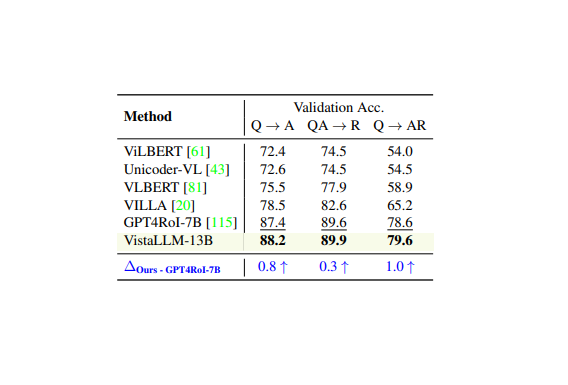 Method Validation Acc.
Q → A QA → R Q → AR
ViLBERT [61] 72.4 74.5 54.0
Unicoder-VL [43] 72.6 74.5 54.5
VLBERT [81] 75.5 77.9 58.9
VILLA [20] 78.5 82.6 65.2
GPT4RoI-7B [115] 87.4 89.6 78.6
VistaLLM-13B 88.2 89.9 79.6
Δ Ours - GPT4RoI-7B 0.8 ↑ 0.3 ↑ 1.0 ↑